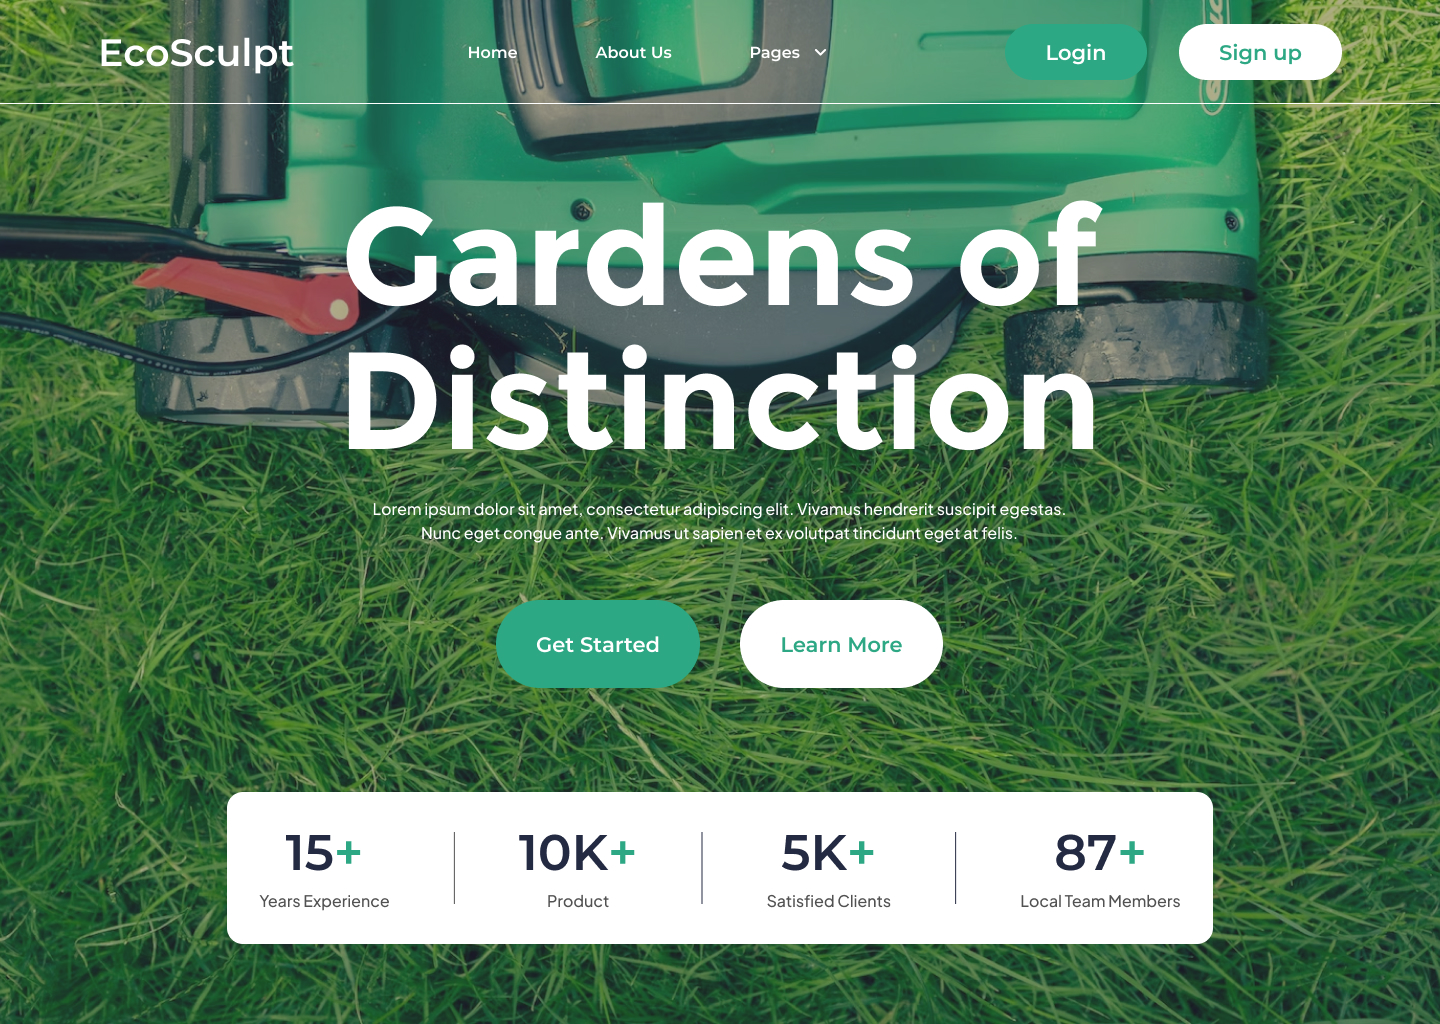 EcoSculpt
Home
About Us
Pages
Login
Sign up
Gardens of
Distinction
Lorem ipsum dolor sit amet, consectetur adipiscing elit. Vivamus hendrerit suscipit egestas.
Nunc eget congue ante. Vivamus ut sapien et ex volutpat tincidunt eget at felis.
Get Started
Learn More
15+
Years Experience
10K+
Product
5K+
Satisfied Clients
87+
Local Team Members